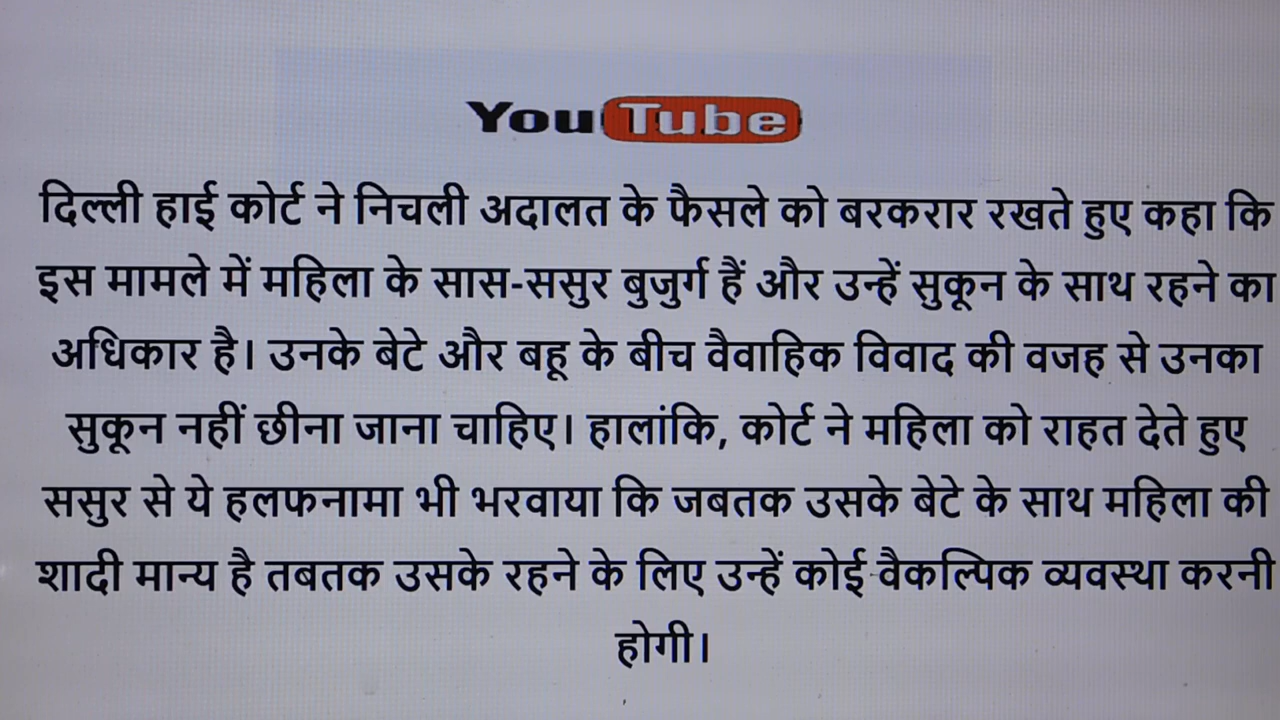 YouTube
दिल्ली हाई कोर्ट ने निचली अदालत के फैसले को बरकरार रखते हुए कहा कि
इस मामले में महिला के सास-ससुर बुजुर्ग हैं और उन्हें सुकून के साथ रहने का
अधिकार है। उनके बेटे और बहू के बीच वैवाहिक विवाद की वजह से उनका
सुकून नहीं छीना जाना चाहिए। हालांकि, कोर्ट ने महिला को राहत देते हुए
ससुर से ये हलफनामा भी भरवाया कि जबतक उसके बेटे के साथ महिला की
शादी मान्य है तबतक उसके रहने के लिए उन्हें कोई वैकल्पिक व्यवस्था करनी
होगी।